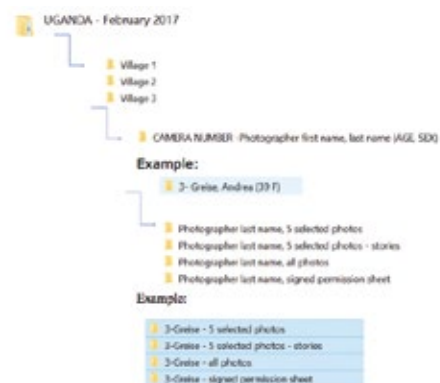 UGANDA - February 2017
Village 1
Village 2
Village 3
CAMERA NUMBER - Photographer first name, last name (AGE, SEX)
Example:
3- Greise, Andrea (39 F)
Photographer last name, 5 selected photos
Photographer last name, 5 selected photos - stories
Photographer last name, all photos
Photographer last name, signed permission sheet
Example:
3-Greise - 5 selected photos
3-Greise - 5 selected photos - stories
3-Greise - all photos
3-Greise - signed permission sheet